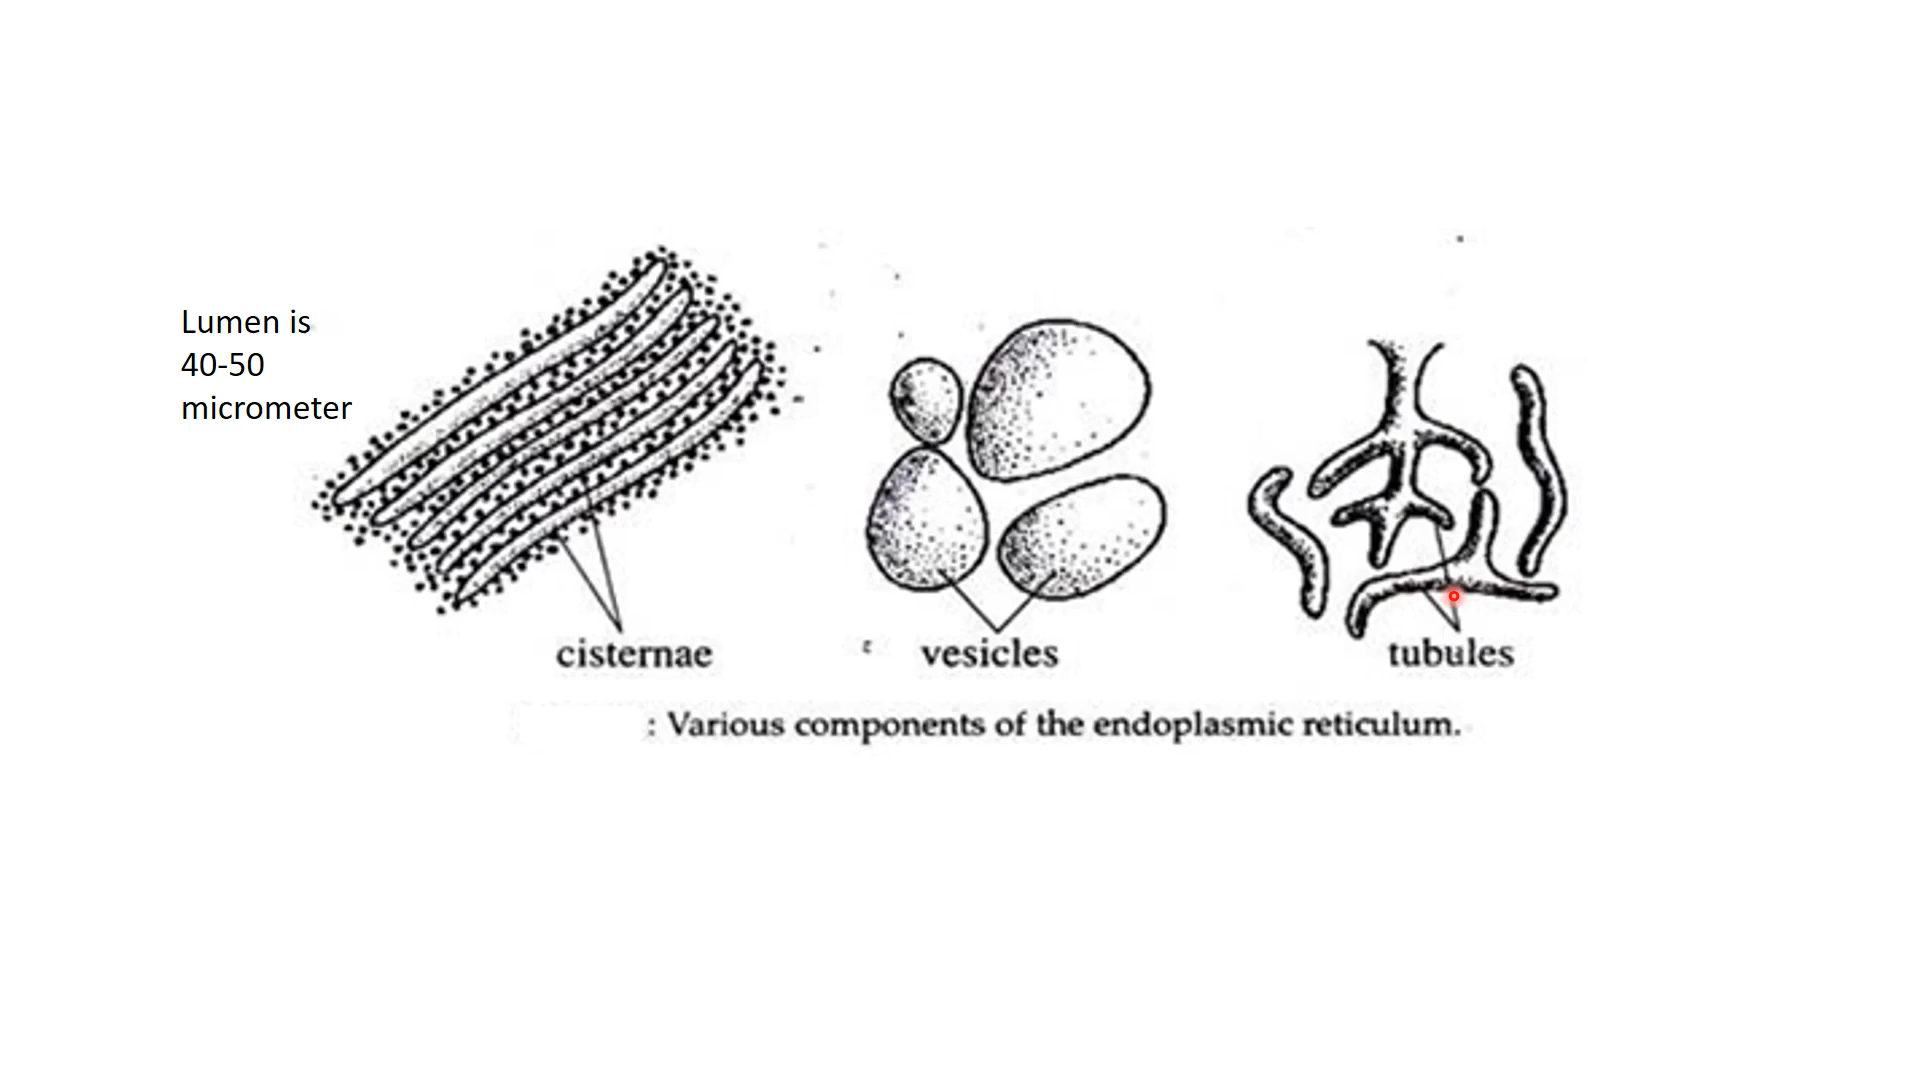 Lumen is
40-50
micrometer
cisternae
vesicles
tubules
: Various components of the endoplasmic reticulum.